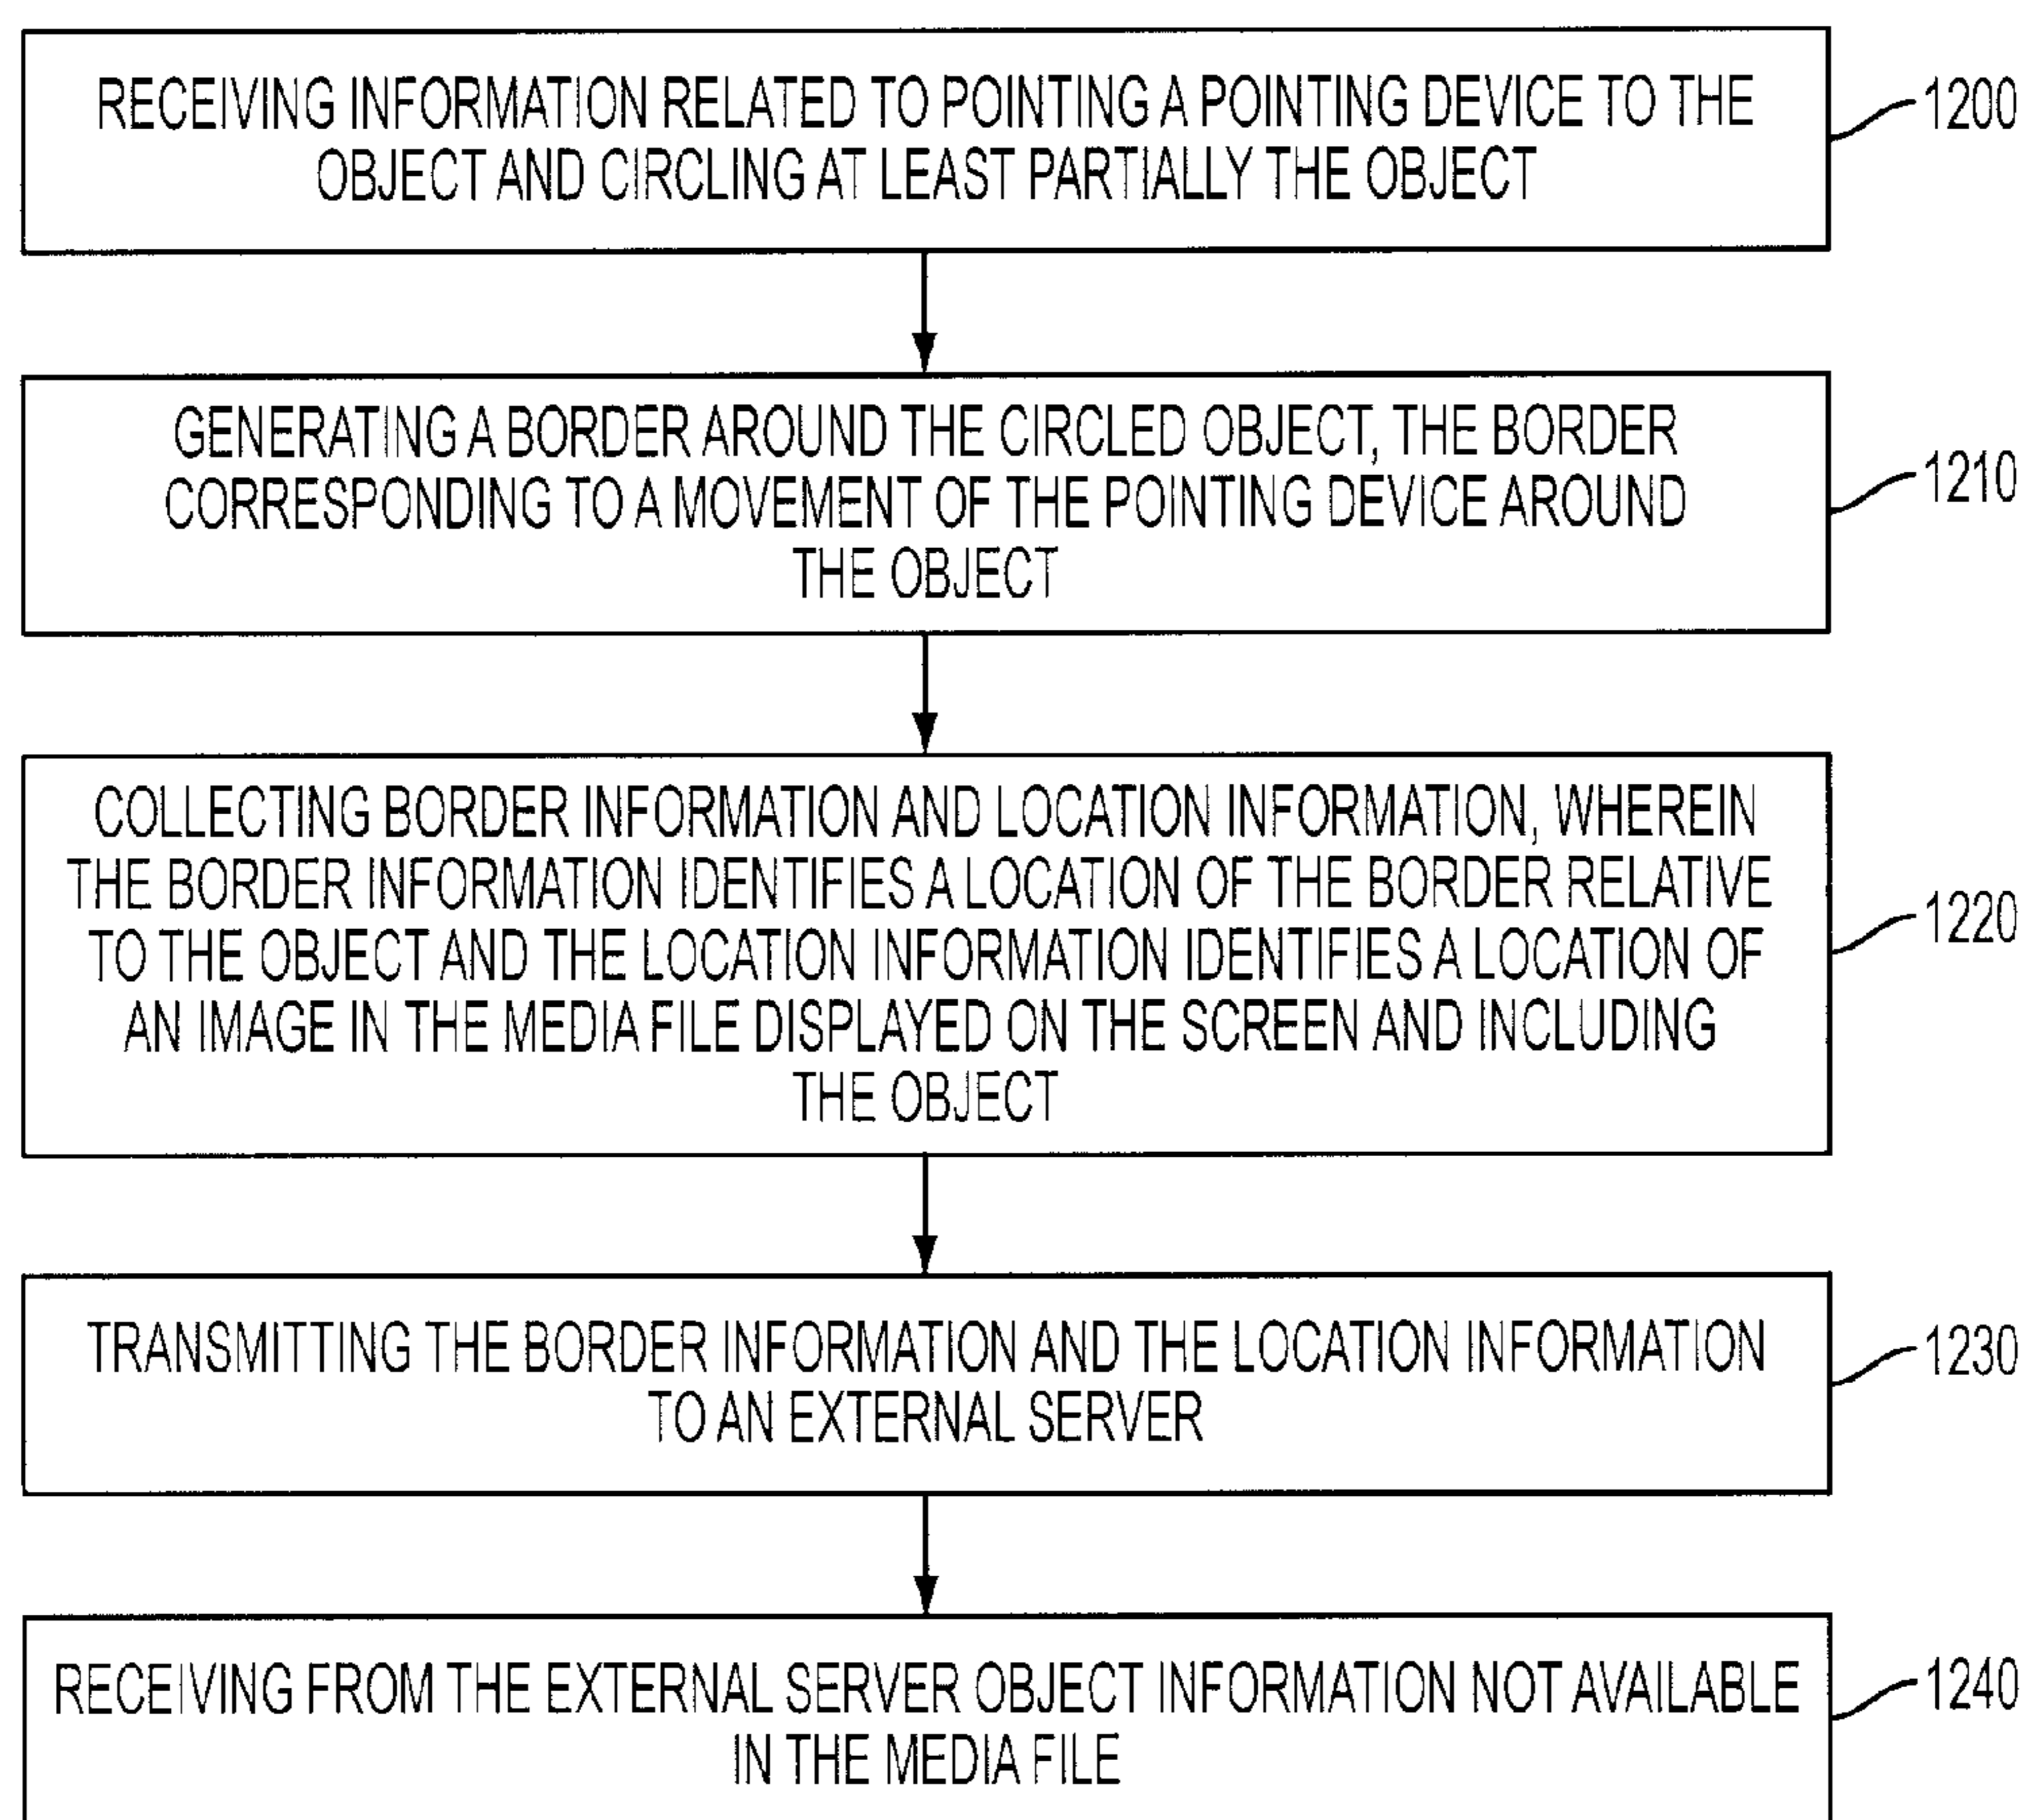 RECEIVING INFORMATION RELATED TO POINTING A POINTING DEVICE TO THE
OBJECT AND CIRCLING AT LEAST PARTIALLY THE OBJECT
1200
GENERATING A BORDER AROUND THE CIRCLED OBJECT, THE BORDER
CORRESPONDING TO A MOVEMENT OF THE POINTING DEVICE AROUND
THE OBJECT
1210
COLLECTING BORDER INFORMATION AND LOCATION INFORMATION, WHEREIN
THE BORDER INFORMATION IDENTIFIES A LOCATION OF THE BORDER RELATIVE
TO THE OBJECT AND THE LOCATION INFORMATION IDENTIFIES A LOCATION OF
AN IMAGE IN THE MEDIA FILE DISPLAYED ON THE SCREEN AND INCLUDING
THE OBJECT
1220
TRANSMITTING THE BORDER INFORMATION AND THE LOCATION INFORMATION
TO AN EXTERNAL SERVER
1230
RECEIVING FROM THE EXTERNAL SERVER OBJECT INFORMATION NOT AVAILABLE
IN THE MEDIA FILE
1240